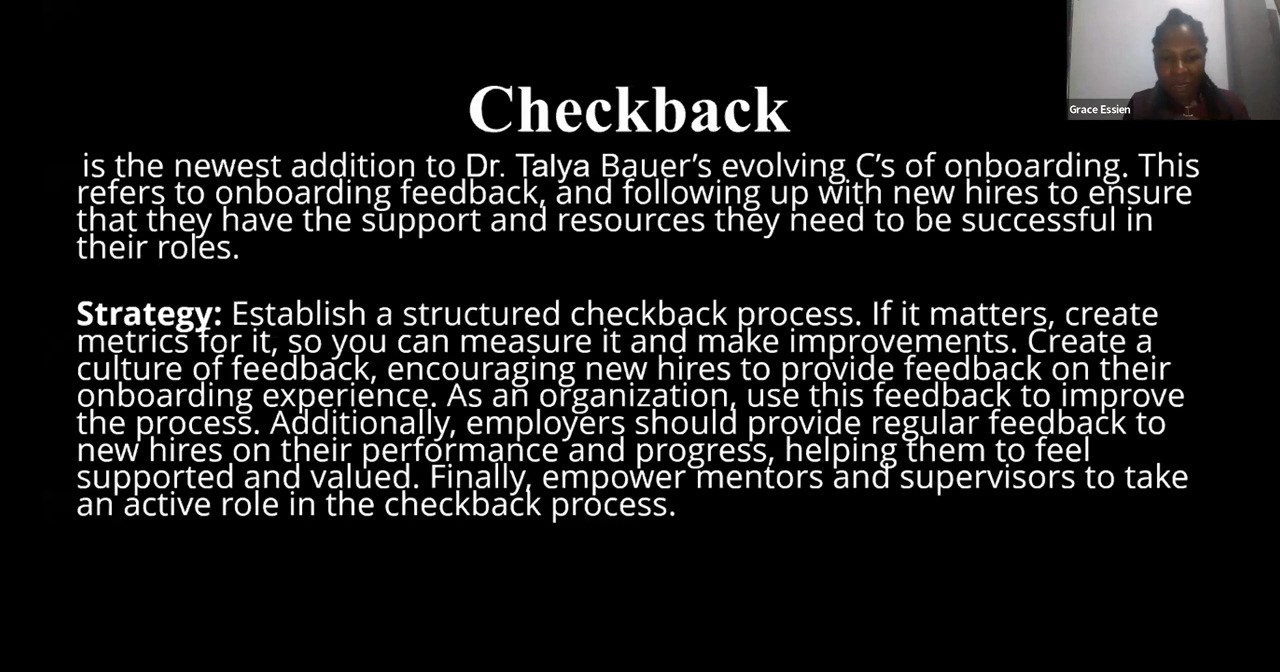 Checkback
Grace Essien
is the newest addition to Dr. Talya Bauer’s evolving C’s of onboarding. This
refers to onboarding feedback, and following up with new hires to ensure
that they have the support and resources they need to be successful in
their roles.
Strategy: Establish a structured checkback process. If it matters, create
metrics for it, so you can measure it and make improvements. Create a
culture of feedback, encouraging new hires to provide feedback on their
onboarding experience. As an organization, use this feedback to improve
the process. Additionally, employers should provide regular feedback to
new hires on their performance and progress, helping them to feel
supported and valued. Finally, empower mentors and supervisors to take
an active role in the checkback process.